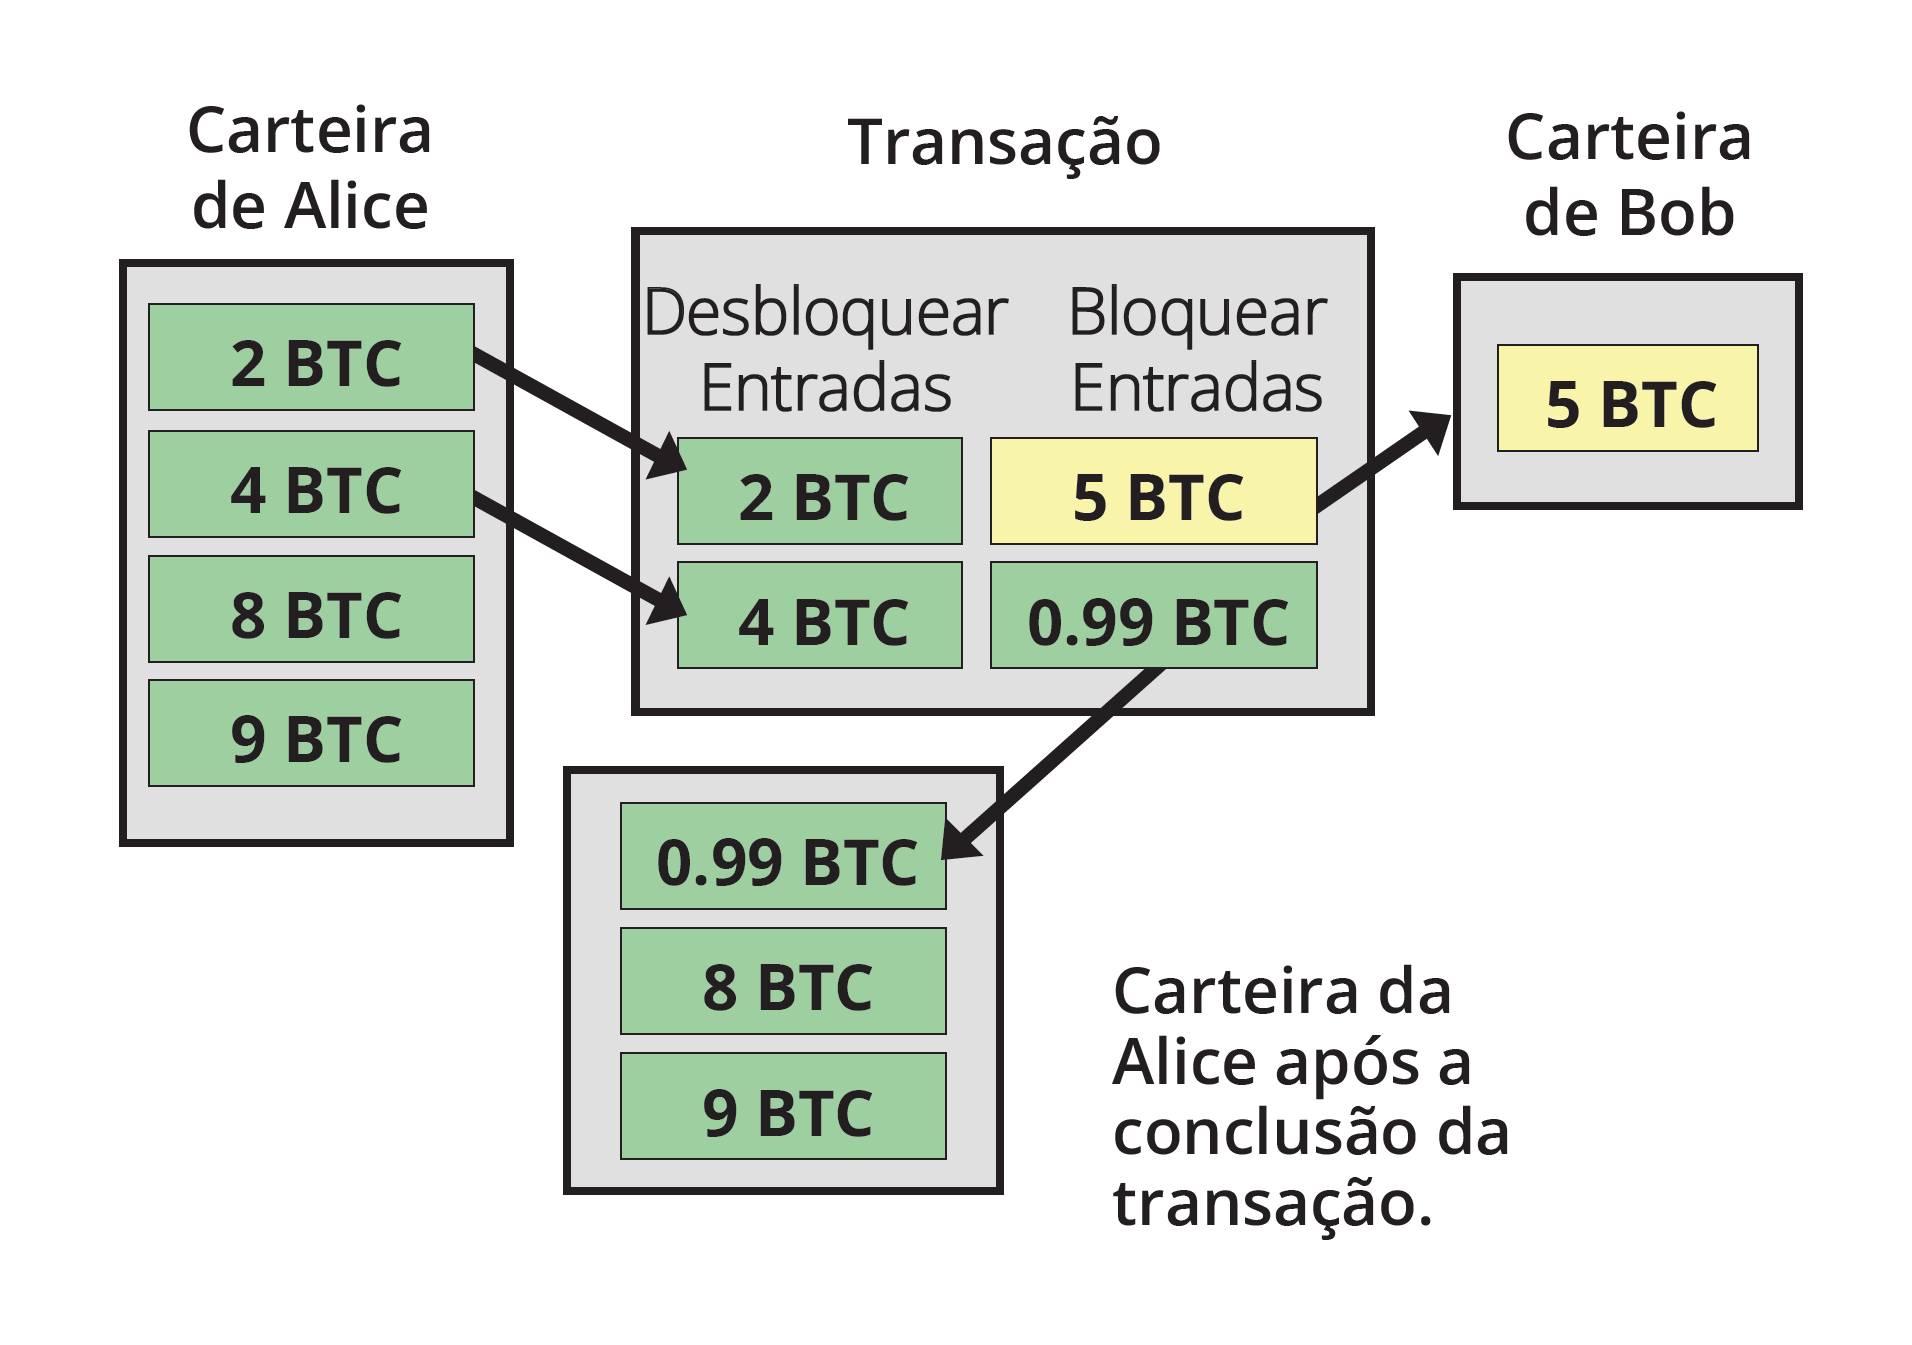 Carteira
de Alice
2 BTC
4 BTC
8 BTC
9 BTC
Transação
Desbloquear
Entradas
Bloquear
Entradas
2 BTC
5 BTC
4 BTC
0.99 BTC
Carteira
de Bob
5 BTC
0.99 BTC
8 BTC
9 BTC
Carteira da
Alice após a
conclusão da
transação.